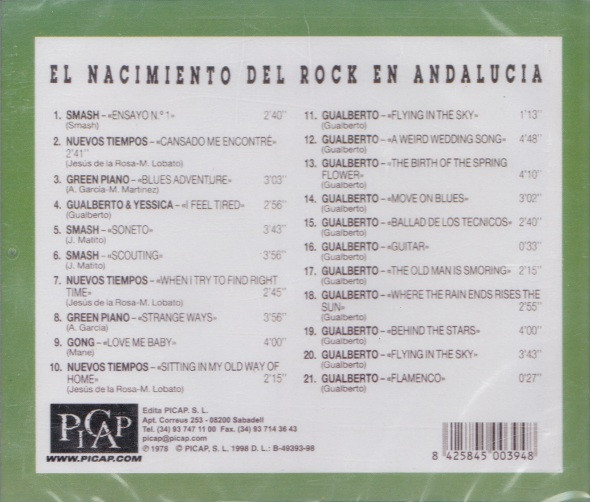 EL NACIMIENTO DEL ROCK EN ANDALUCIA
1. SMASH – «ENSAYO N.º 1» 2'40''
(Smash)
2. NUEVOS TIEMPOS – «CANSADO ME ENCONTRÉ»
2'41''
(Jesús de la Rosa-M. Lobato)
3. GREEN PIANO – «BLUES ADVENTURE» 3'03''
(A. García-M. Martinez)
4. GUALBERTO & YESSICA – «I FEEL TIRED» 2'56''
(Gualberto)
5. SMASH – «SONETO» 3'43''
(J. Matito)
6. SMASH – «SCOUTING» 3'56''
(J. Matito)
7. NUEVOS TIEMPOS – «WHEN I TRY TO FIND RIGHT
TIME» 2'45''
(Jesús de la Rosa-M. Lobato)
8. GREEN PIANO – «STRANGE WAYS» 3'56''
(A. García)
9. GONG – «LOVE ME BABY» 4'00''
(Mane)
10. NUEVOS TIEMPOS – «SITTING IN MY OLD WAY OF
HOME» 2'15''
(Jesús de la Rosa-M. Lobato)
11. GUALBERTO – «FLYING IN THE SKY» 1'13''
(Gualberto)
12. GUALBERTO – «A WEIRD WEDDING SONG» 4'48''
(Gualberto)
13. GUALBERTO – «THE BIRTH OF THE SPRING
FLOWER» 4'10''
(Gualberto)
14. GUALBERTO – «MOVE ON BLUES» 3'02''
(Gualberto)
15. GUALBERTO – «BALLAD DE LOS TECNICOS» 2'40''
(Gualberto)
16. GUALBERTO – «GUITAR» 0'33''
(Gualberto)
17. GUALBERTO – «THE OLD MAN IS SMORING» 2'15''
(Gualberto)
18. GUALBERTO – «WHERE THE RAIN ENDS RISES THE
SUN» 2'55''
(Gualberto)
19. GUALBERTO – «BEHIND THE STARS» 4'00''
(Gualberto)
20. GUALBERTO – «FLYING IN THE SKY» 3'43''
(Gualberto)
21. GUALBERTO – «FLAMENCO» 0'27''
(Gualberto)
PICAP
WWW.PICAP.COM
Edita PICAP, S. L.
Apt. Correus 253 - 08200 Sabadell
Tel. (34) 93 747 11 00 Fax. (34) 93 714 36 43
picap@picap.com
℗ 1978 © PICAP, S. L. 1998 D. L.: B-49393-98
8 425845 003948